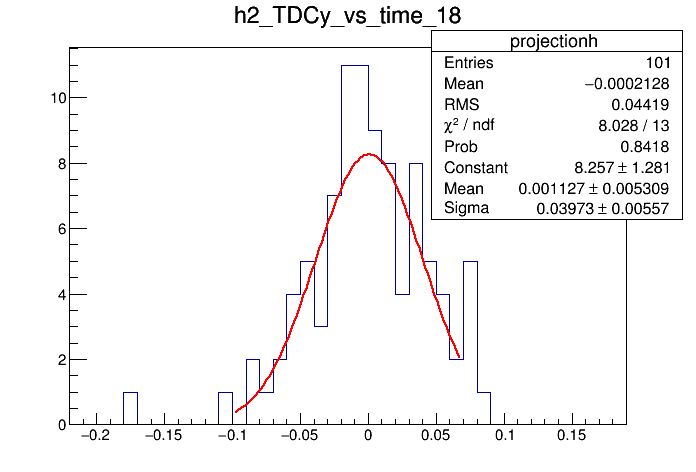 h2_TDCy_vs_time_18
projectionh
Entries 101
Mean −0.0002128
RMS 0.04419
χ² / ndf 8.028 / 13
Prob 0.8418
Constant 8.257 ± 1.281
Mean 0.001127 ± 0.005309
Sigma 0.03973 ± 0.00557
10
8
6
4
2
0
−0.2 −0.15 −0.1 −0.05 0 0.05 0.1 0.15